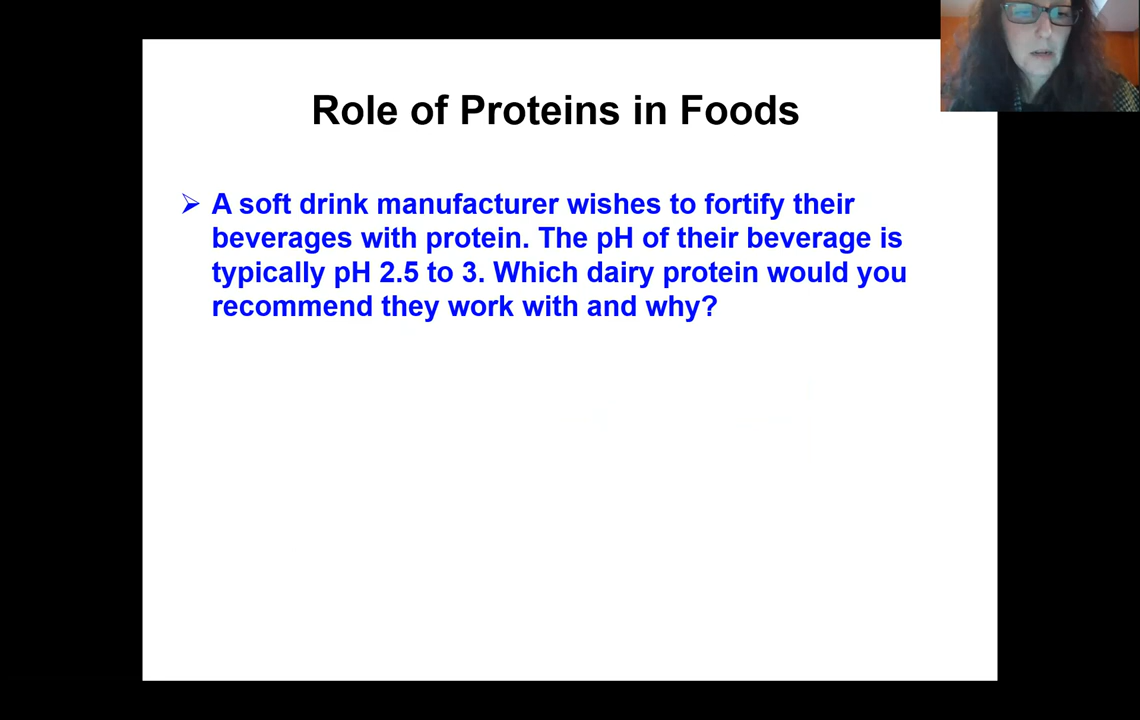 Role of Proteins in Foods
A soft drink manufacturer wishes to fortify their
beverages with protein. The pH of their beverage is
typically pH 2.5 to 3. Which dairy protein would you
recommend they work with and why?